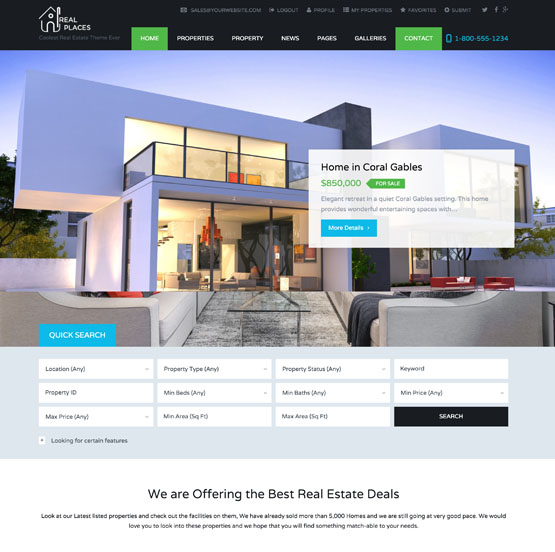 REAL
PLACES
Coolest Real Estate Theme Ever
SALES@YOURWEBSITE.COM LOGOUT PROFILE MY PROPERTIES FAVORITES SUBMIT
HOME PROPERTIES PROPERTY NEWS PAGES GALLERIES CONTACT 1-800-555-1234
Home in Coral Gables
$850,000 FOR SALE
Elegant retreat in a quiet Coral Gables setting. This home
provides wonderful entertaining spaces with...
More Details
QUICK SEARCH
Location (Any) Property Type (Any) Property Status (Any) Keyword
Property ID Min Beds (Any) Min Baths (Any) Min Price (Any)
Max Price (Any) Min Area (Sq Ft) Max Area (Sq Ft) SEARCH
Looking for certain features
We are Offering the Best Real Estate Deals
Look at our Latest listed properties and check out the facilities on them, We have already sold more than 5,000 Homes and we are still going at very good pace. We would
love you to look into these properties and we hope that you will find something match-able to your needs.